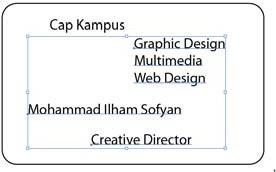 Cap Kampus
Graphic Design
Multimedia
Web Design
Mohammad Ilham Sofyan
Creative Director